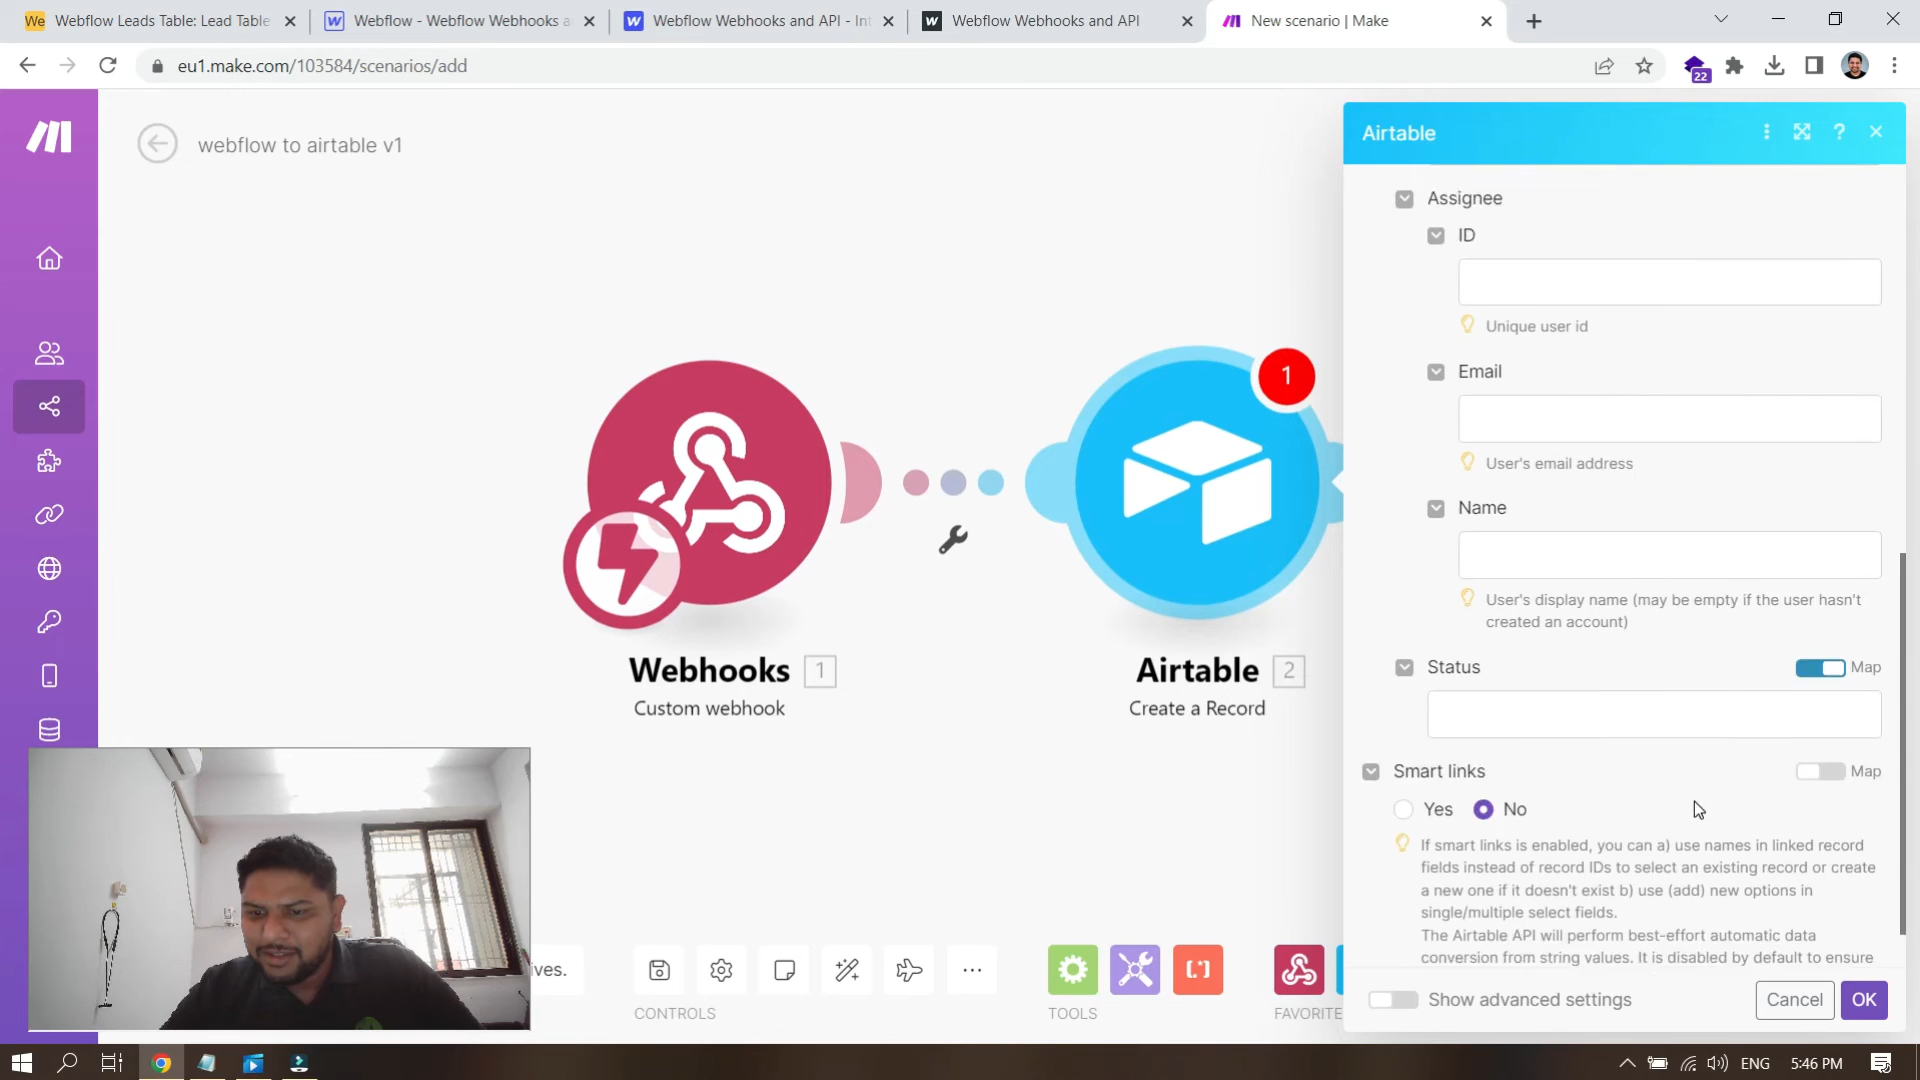 We Webflow Leads Table: Lead Table
Webflow - Webflow Webhooks a
Webflow Webhooks and API - Int
Webflow Webhooks and API
New scenario | Make
eu1.make.com/103584/scenarios/add
22
webflow to airtable v1
Airtable
Assignee
ID
Unique user id
Email
User's email address
Name
User's display name (may be empty if the user hasn't
created an account)
Status
Map
Smart links
Map
Yes
No
If smart links is enabled, you can a) use names in linked record
fields instead of record IDs to select an existing record or create
a new one if it doesn't exist b) use (add) new options in
single/multiple select fields.
The Airtable API will perform best-effort automatic data
conversion from string values. It is disabled by default to ensure
Show advanced settings
Cancel
OK
1
Webhooks 1
Custom webhook
Airtable 2
Create a Record
ives.
CONTROLS
TOOLS
FAVORITE
ENG
5:46 PM